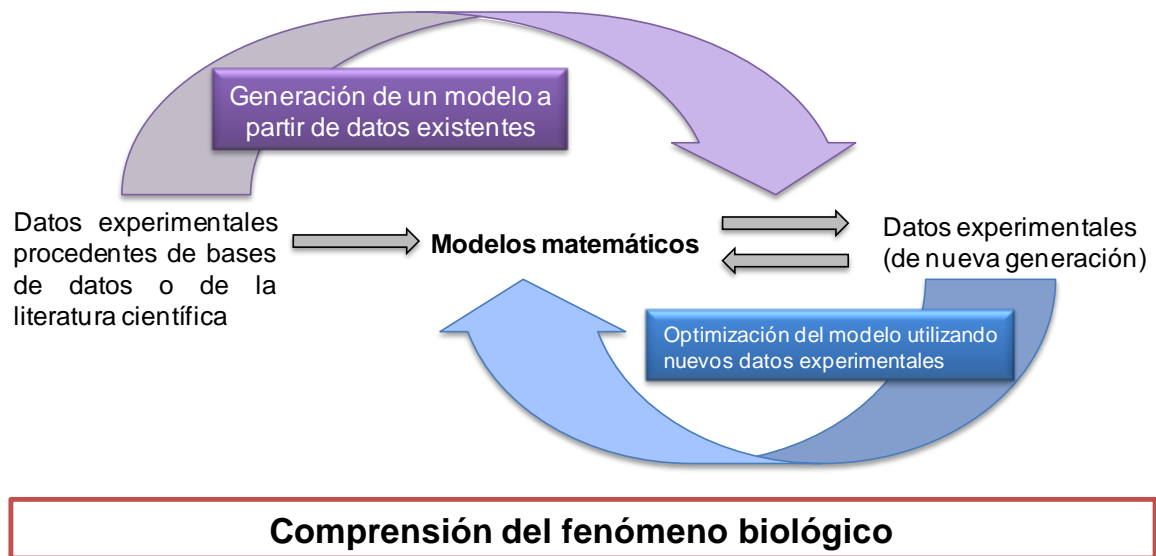 Generación de un modelo a
partir de datos existentes
Datos experimentales
procedentes de bases
de datos o de la
literatura científica
Modelos matemáticos
Datos experimentales
(de nueva generación)
Optimización del modelo utilizando
nuevos datos experimentales
Comprensión del fenómeno biológico